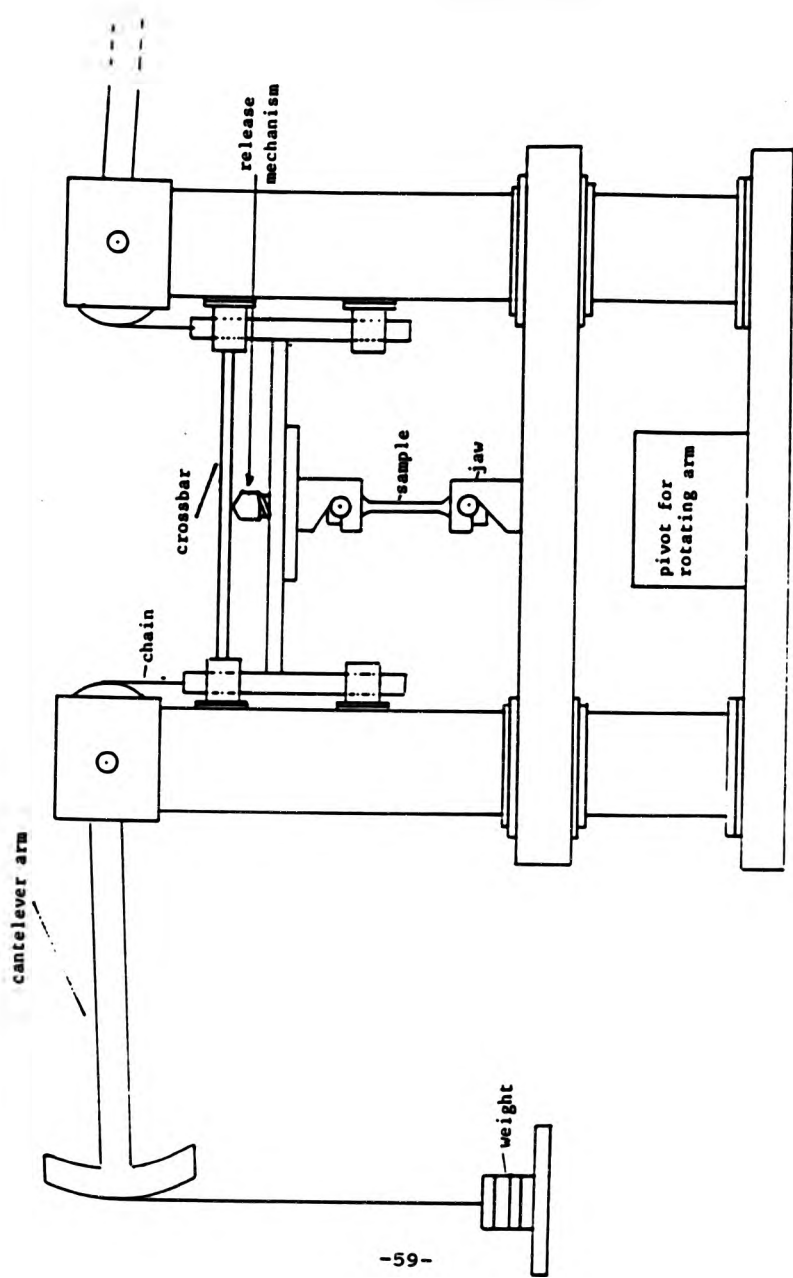 cantelever arm
chain
crossbar
release
mechanism
sample
jaw
weight
pivot for
rotating arm
-59-